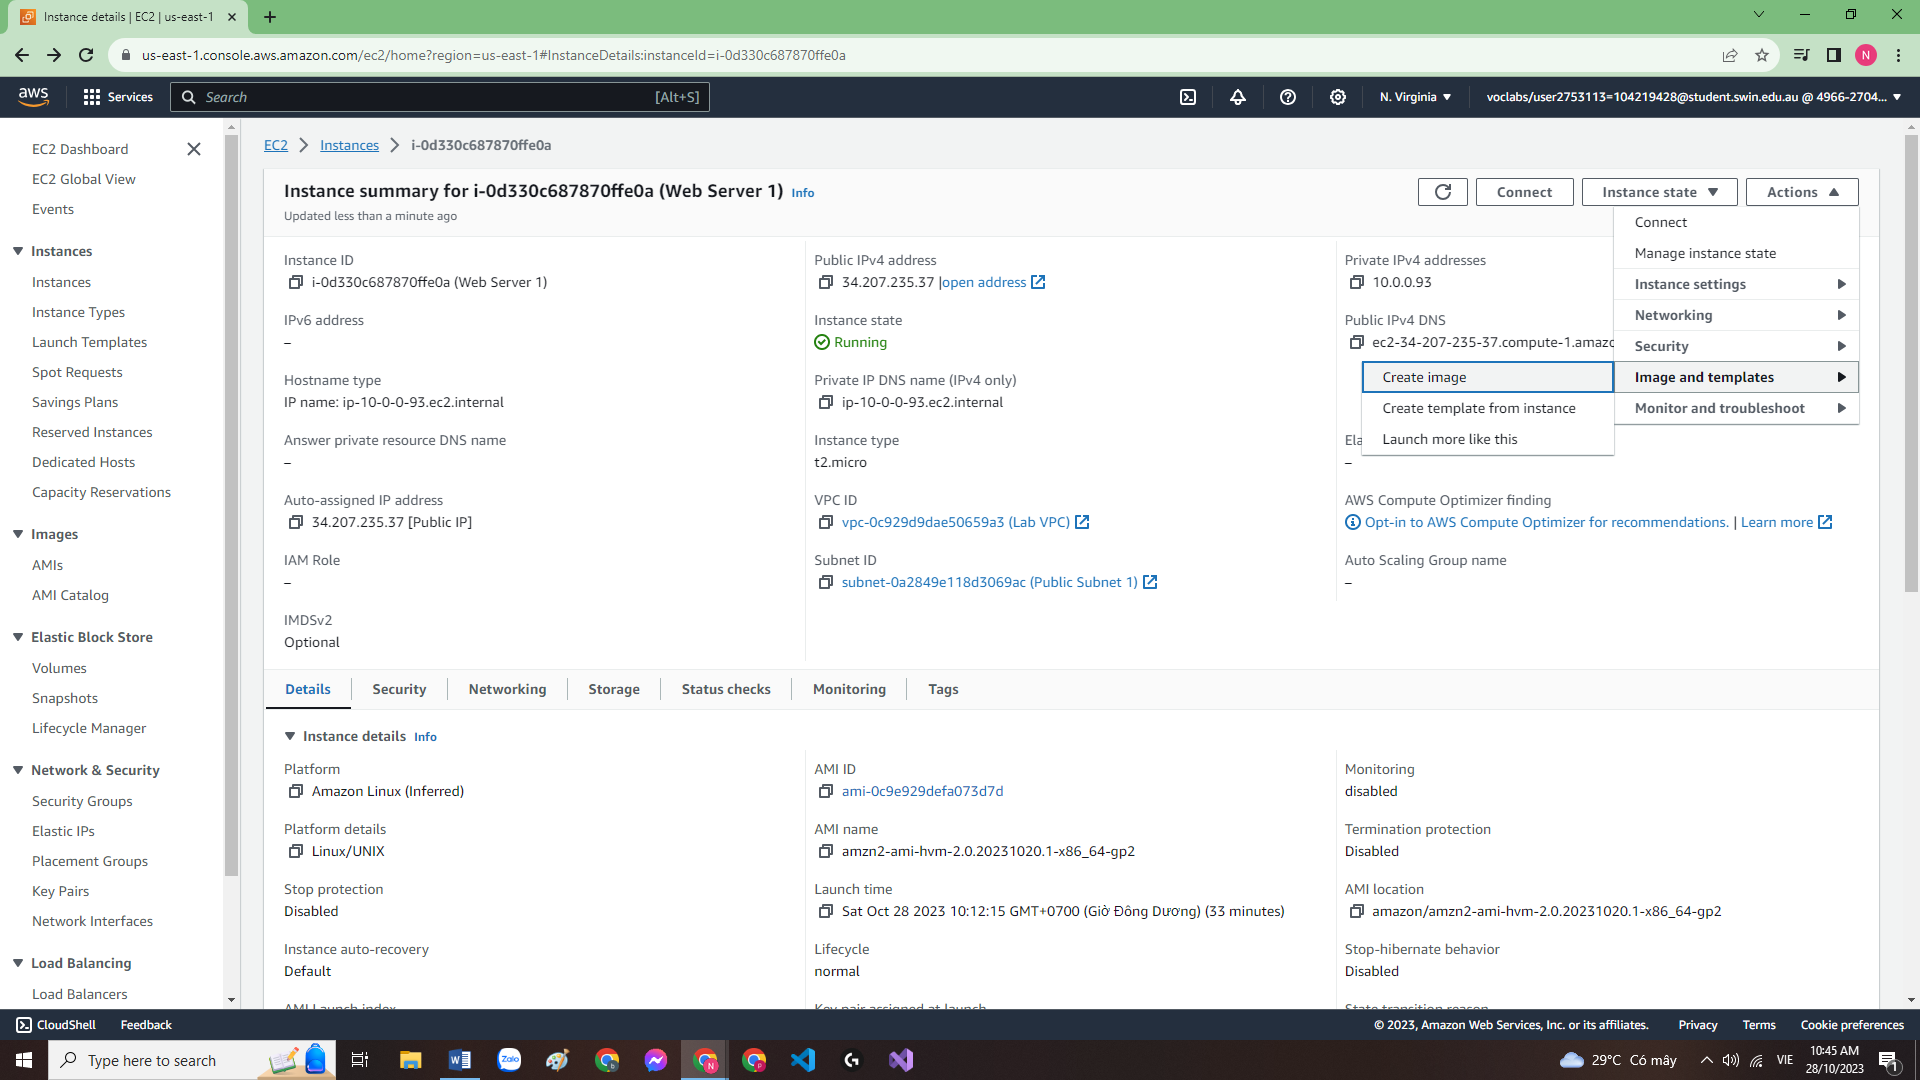 Instance details | EC2 | us-east-1
us-east-1.console.aws.amazon.com/ec2/home?region=us-east-1#InstanceDetails:instanceId=i-0d330c687870ffe0a
N
aws
Services
Search
[Alt+S]
N. Virginia
voclabs/user2753113=104219428@student.swin.edu.au @ 4966-2704...
EC2 Dashboard
EC2 Global View
Events
Instances
Instances
Instance Types
Launch Templates
Spot Requests
Savings Plans
Reserved Instances
Dedicated Hosts
Capacity Reservations
Images
AMIs
AMI Catalog
Elastic Block Store
Volumes
Snapshots
Lifecycle Manager
Network & Security
Security Groups
Elastic IPs
Placement Groups
Key Pairs
Network Interfaces
Load Balancing
Load Balancers
EC2
Instances
i-0d330c687870ffe0a
Instance summary for i-0d330c687870ffe0a (Web Server 1) Info
Updated less than a minute ago
Connect
Instance state
Actions
Connect
Manage instance state
Instance settings
Networking
Security
Image and templates
Monitor and troubleshoot
Create image
Create template from instance
Launch more like this
Instance ID
i-0d330c687870ffe0a (Web Server 1)
Public IPv4 address
34.207.235.37 |open address
Private IPv4 addresses
10.0.0.93
IPv6 address
–
Instance state
Running
Public IPv4 DNS
ec2-34-207-235-37.compute-1.amazo
Hostname type
IP name: ip-10-0-0-93.ec2.internal
Private IP DNS name (IPv4 only)
ip-10-0-0-93.ec2.internal
Answer private resource DNS name
–
Instance type
t2.micro
Ela
–
Auto-assigned IP address
34.207.235.37 [Public IP]
VPC ID
vpc-0c929d9dae50659a3 (Lab VPC)
AWS Compute Optimizer finding
Opt-in to AWS Compute Optimizer for recommendations. | Learn more
IAM Role
–
Subnet ID
subnet-0a2849e118d3069ac (Public Subnet 1)
Auto Scaling Group name
–
IMDSv2
Optional
Details
Security
Networking
Storage
Status checks
Monitoring
Tags
Instance details Info
Platform
Amazon Linux (Inferred)
AMI ID
ami-0c9e929defa073d7d
Monitoring
disabled
Platform details
Linux/UNIX
AMI name
amzn2-ami-hvm-2.0.20231020.1-x86_64-gp2
Termination protection
Disabled
Stop protection
Disabled
Launch time
Sat Oct 28 2023 10:12:15 GMT+0700 (Giờ Đông Dương) (33 minutes)
AMI location
amazon/amzn2-ami-hvm-2.0.20231020.1-x86_64-gp2
Instance auto-recovery
Default
Lifecycle
normal
Stop-hibernate behavior
Disabled
AMI Launch index
Key pair assigned at launch
State transition reason
CloudShell
Feedback
© 2023, Amazon Web Services, Inc. or its affiliates.
Privacy
Terms
Cookie preferences
Type here to search
Zalo
29°C Có mây
VIE
10:45 AM
28/10/2023
1